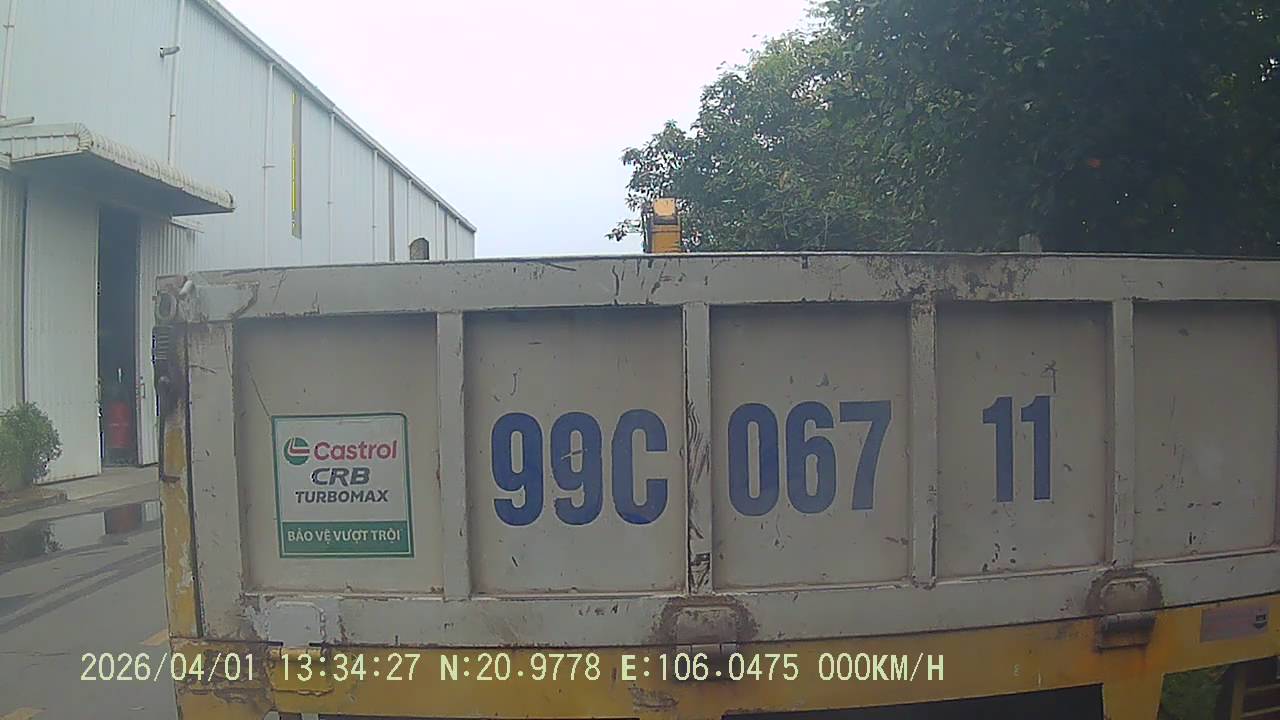 Castrol
CRB
TURBOMAX
BẢO VỆ VƯỢT TRỘI
99C 067 11
2026/04/01 13:34:27 N:20.9778 E:106.0475 000KM/H